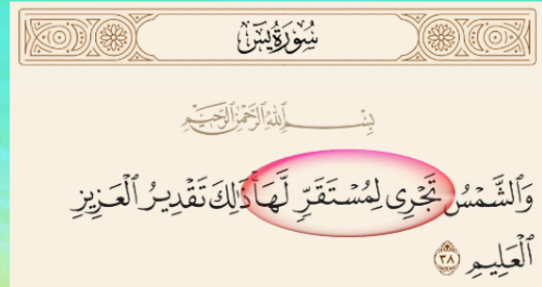 سُورَةُ يسٓ
بِسْمِ ٱللَّهِ ٱلرَّحْمَٰنِ ٱلرَّحِيمِ
وَٱلشَّمْسُ تَجْرِى لِمُسْتَقَرٍّ لَّهَا ۚ ذَٰلِكَ تَقْدِيرُ ٱلْعَزِيزِ
ٱلْعَلِيمِ ٣٨